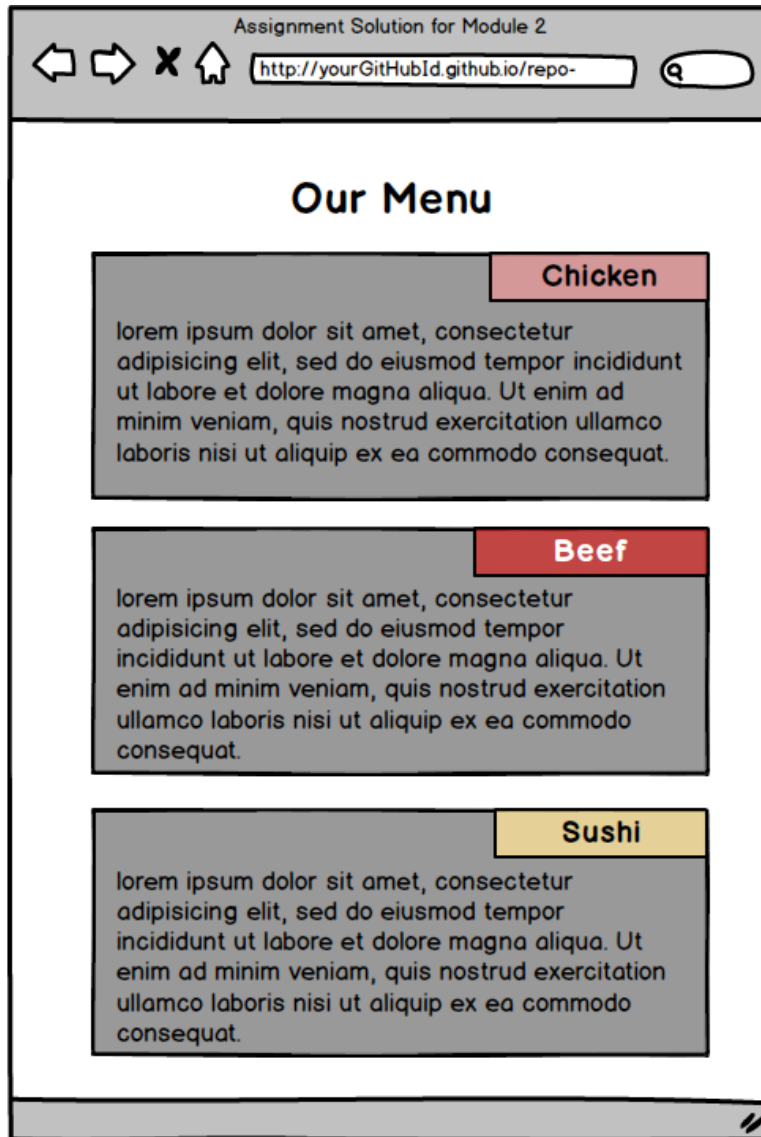 Assignment Solution for Module 2
http://yourGitHubId.github.io/repo-
Our Menu
Chicken
lorem ipsum dolor sit amet, consectetur
adipisicing elit, sed do eiusmod tempor incididunt
ut labore et dolore magna aliqua. Ut enim ad
minim veniam, quis nostrud exercitation ullamco
laboris nisi ut aliquip ex ea commodo consequat.
Beef
lorem ipsum dolor sit amet, consectetur
adipisicing elit, sed do eiusmod tempor
incididunt ut labore et dolore magna aliqua. Ut
enim ad minim veniam, quis nostrud exercitation
ullamco laboris nisi ut aliquip ex ea commodo
consequat.
Sushi
lorem ipsum dolor sit amet, consectetur
adipisicing elit, sed do eiusmod tempor
incididunt ut labore et dolore magna aliqua. Ut
enim ad minim veniam, quis nostrud exercitation
ullamco laboris nisi ut aliquip ex ea commodo
consequat.